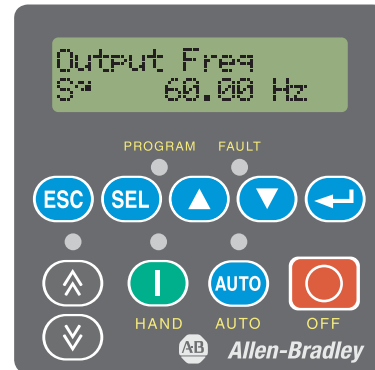 Output Freq
S 60.00 Hz
PROGRAM FAULT
ESC SEL
AUTO
HAND AUTO OFF
AB Allen-Bradley